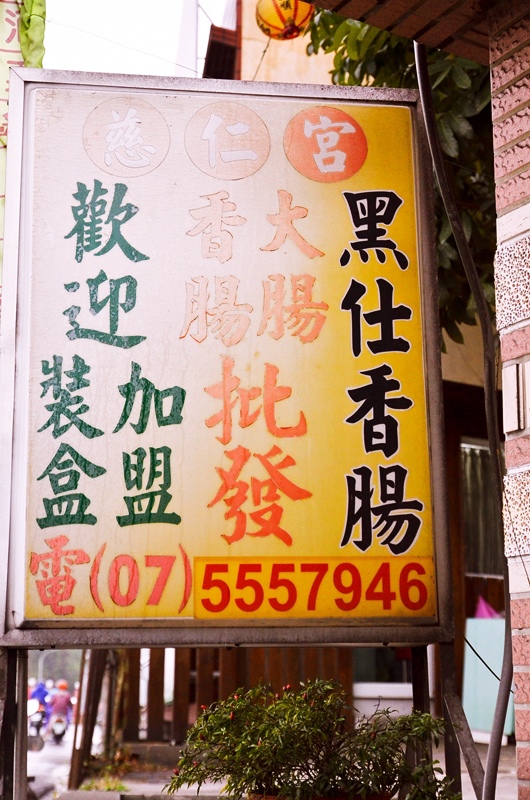 慈仁宮
黑仕香腸
大腸
香腸
批發
歡迎
加盟
裝盒
電(07)5557946